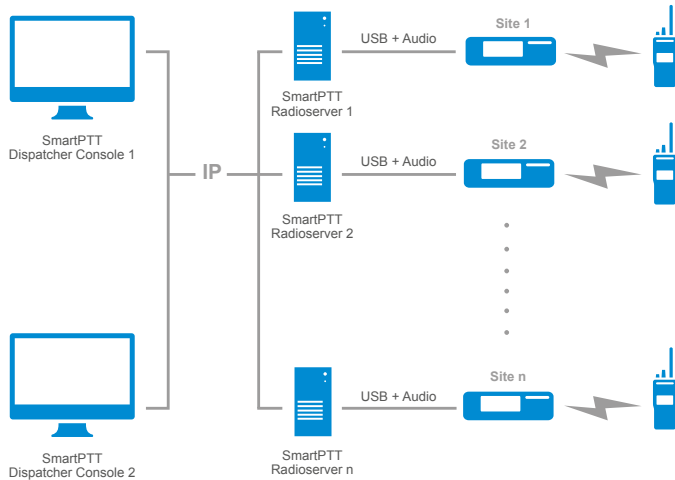 Site 1
USB + Audio
SmartPTT
Radioserver 1
SmartPTT
Dispatcher Console 1
IP
Site 2
USB + Audio
SmartPTT
Radioserver 2
Site n
USB + Audio
SmartPTT
Radioserver n
SmartPTT
Dispatcher Console 2